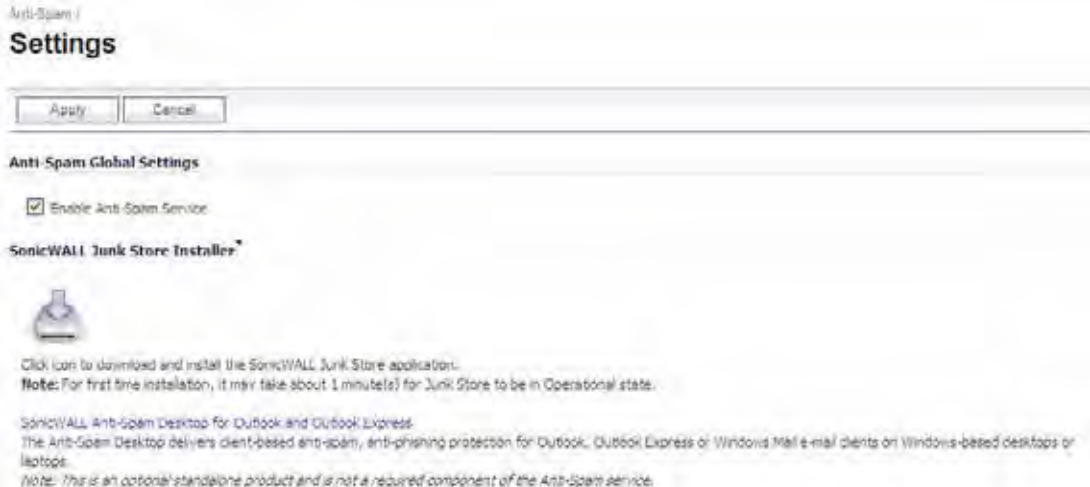 Anti-Spam /
Settings
Apply Cancel
Anti-Spam Global Settings
Enable Anti-Spam Service
SonicWALL Junk Store Installer*
Click icon to download and install the SonicWALL Junk Store application.
Note: For first time installation, it may take about 1 minute(s) for Junk Store to be in Operational state.
SonicWALL Anti-Spam Desktop for Outlook and Outlook Express
The Anti-Spam Desktop delivers client-based anti-spam, anti-phishing protection for Outlook, Outlook Express or Windows Mail e-mail clients on Windows-based desktops or
laptops.
Note: This is an optional standalone product and is not a required component of the Anti-Spam service.